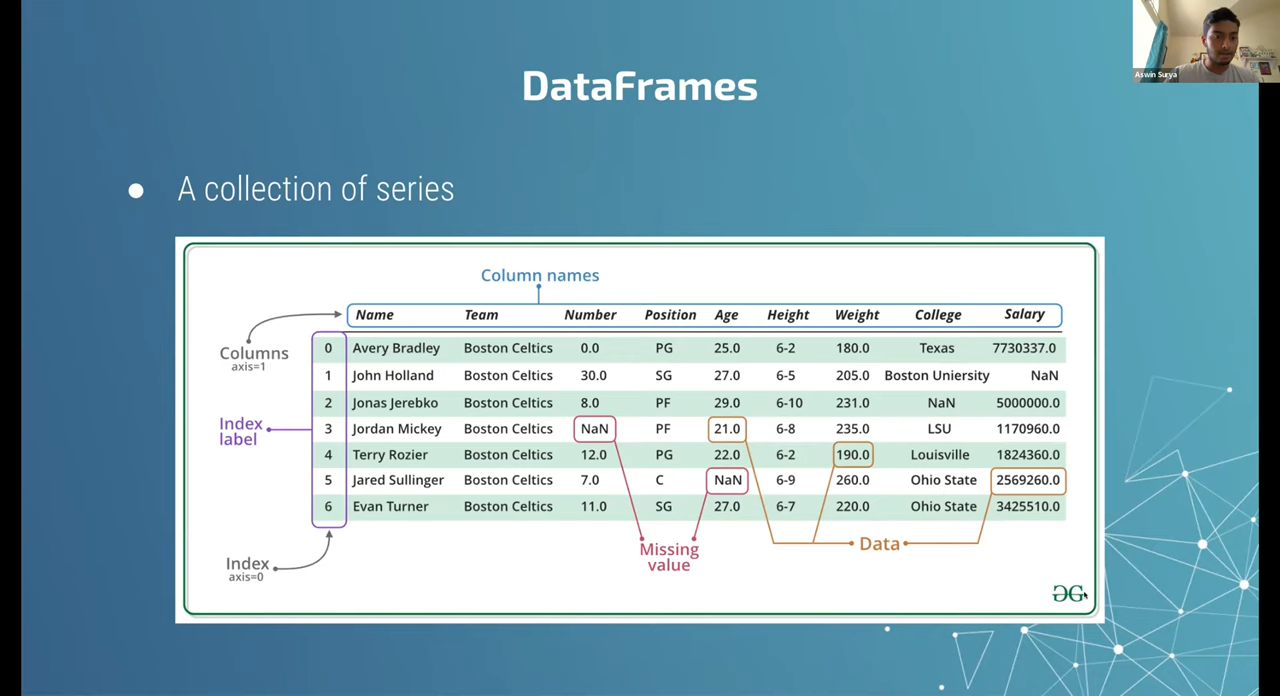 Aswin Surya
DataFrames
● A collection of series
Column names
Columns
axis=1
Name Team Number Position Age Height Weight College Salary
0 Avery Bradley Boston Celtics 0.0 PG 25.0 6-2 180.0 Texas 7730337.0
1 John Holland Boston Celtics 30.0 SG 27.0 6-5 205.0 Boston Uniersity NaN
2 Jonas Jerebko Boston Celtics 8.0 PF 29.0 6-10 231.0 NaN 5000000.0
3 Jordan Mickey Boston Celtics NaN PF 21.0 6-8 235.0 LSU 1170960.0
4 Terry Rozier Boston Celtics 12.0 PG 22.0 6-2 190.0 Louisville 1824360.0
5 Jared Sullinger Boston Celtics 7.0 C NaN 6-9 260.0 Ohio State 2569260.0
6 Evan Turner Boston Celtics 11.0 SG 27.0 6-7 220.0 Ohio State 3425510.0
Index
label
Index
axis=0
Missing
value
Data